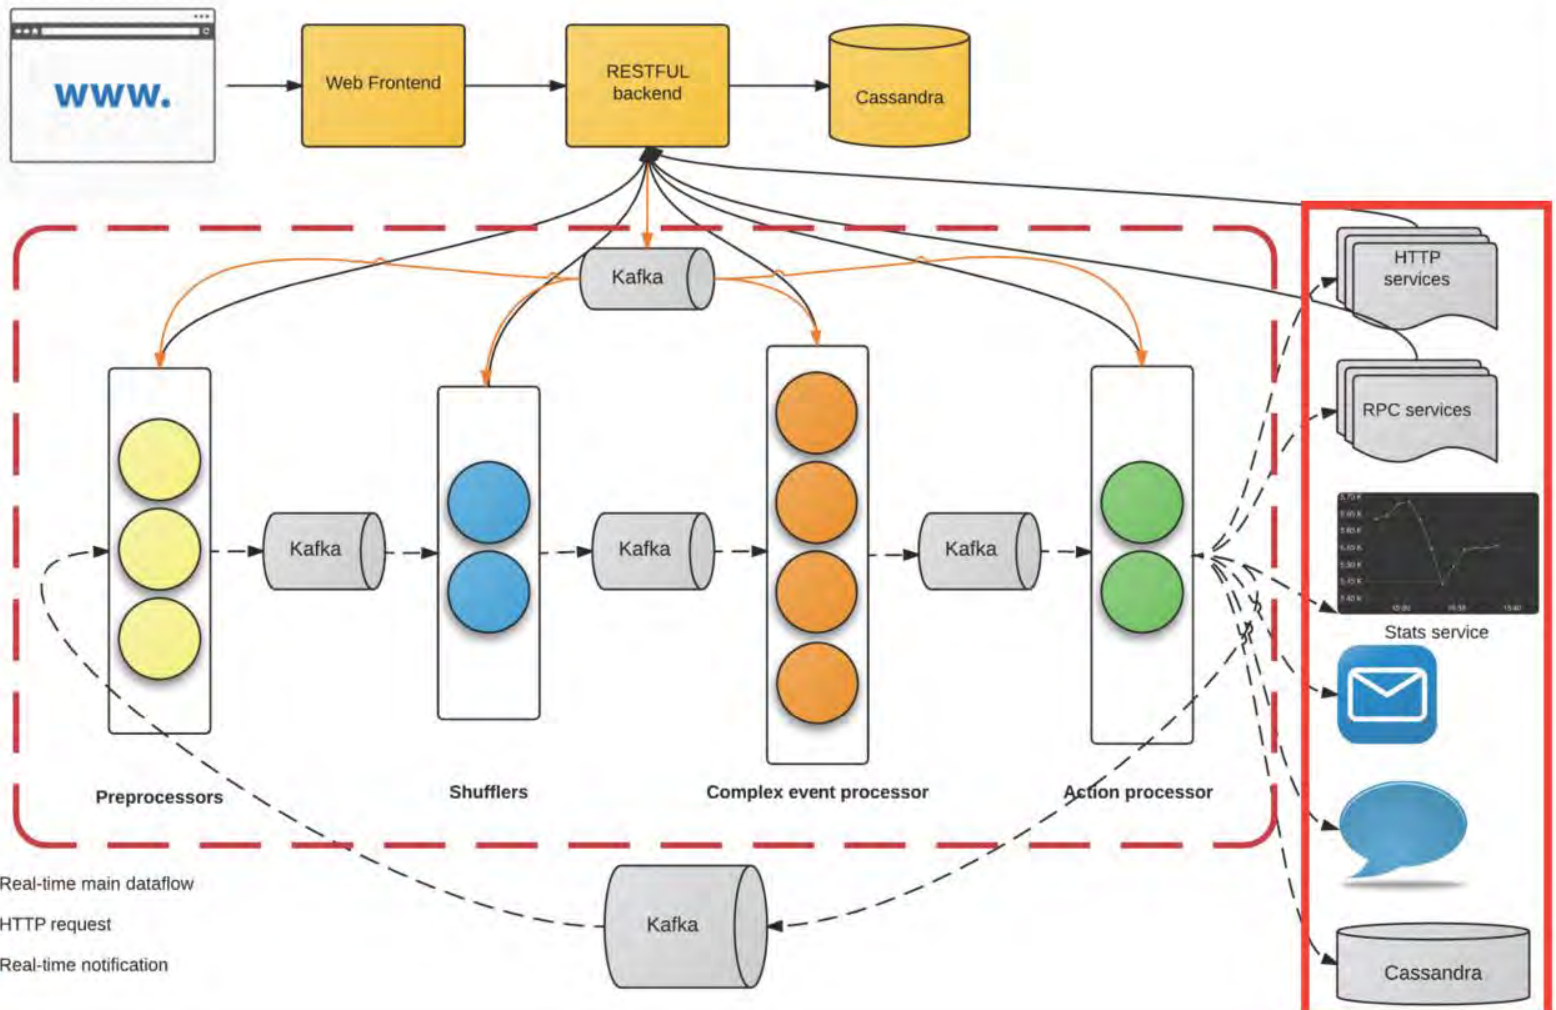 www.
Web Frontend
RESTFUL
backend
Cassandra
Kafka
HTTP
services
RPC services
Kafka
Kafka
Kafka
Stats service
Preprocessors
Shufflers
Complex event processor
Action processor
Real-time main dataflow
HTTP request
Real-time notification
Kafka
Cassandra